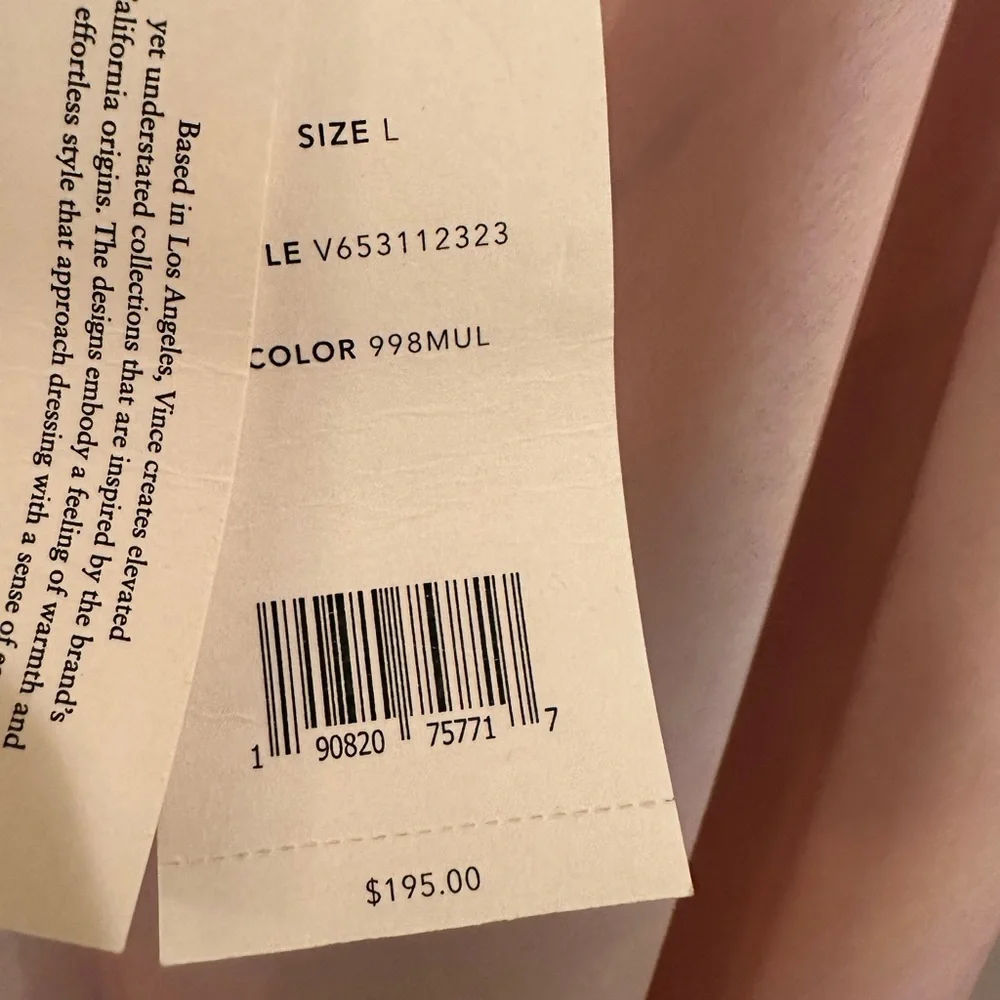 Based in Los Angeles, Vince creates elevated
yet understated collections that are inspired by the brand's
alifornia origins. The designs embody a feeling of warmth and
effortless style that approach dressing with a sense of
SIZE L
LE V653112323
COLOR 998MUL
1 90820 75771 7
$195.00